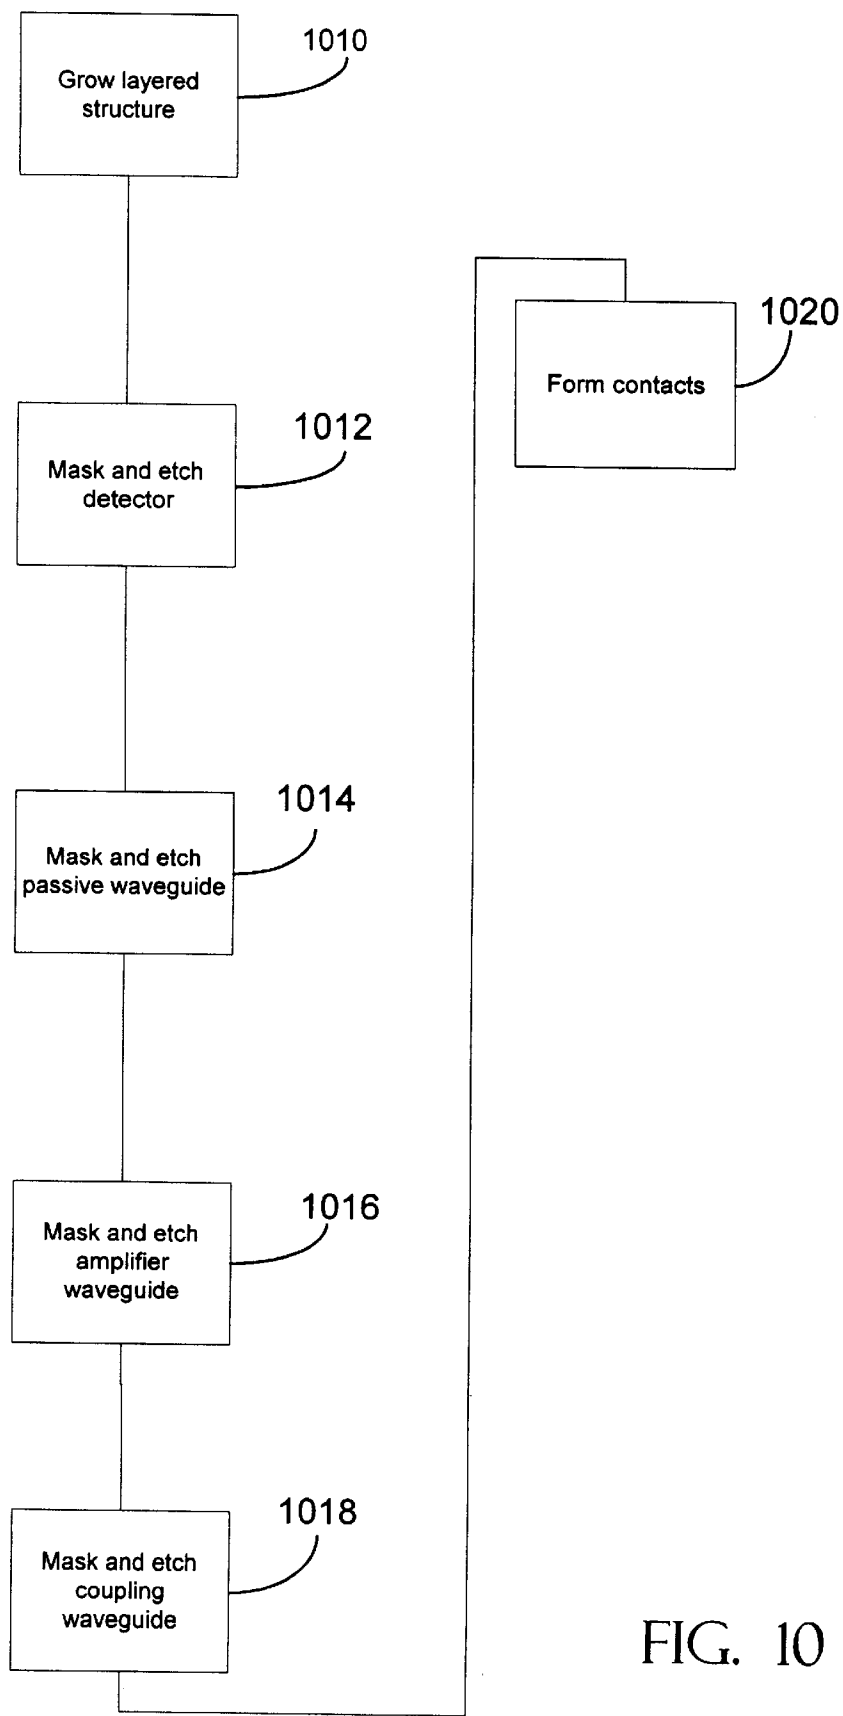 1010
Grow layered
structure
1012
Mask and etch
detector
1014
Mask and etch
passive waveguide
1016
Mask and etch
amplifier
waveguide
1018
Mask and etch
coupling
waveguide
1020
Form contacts
FIG. 10